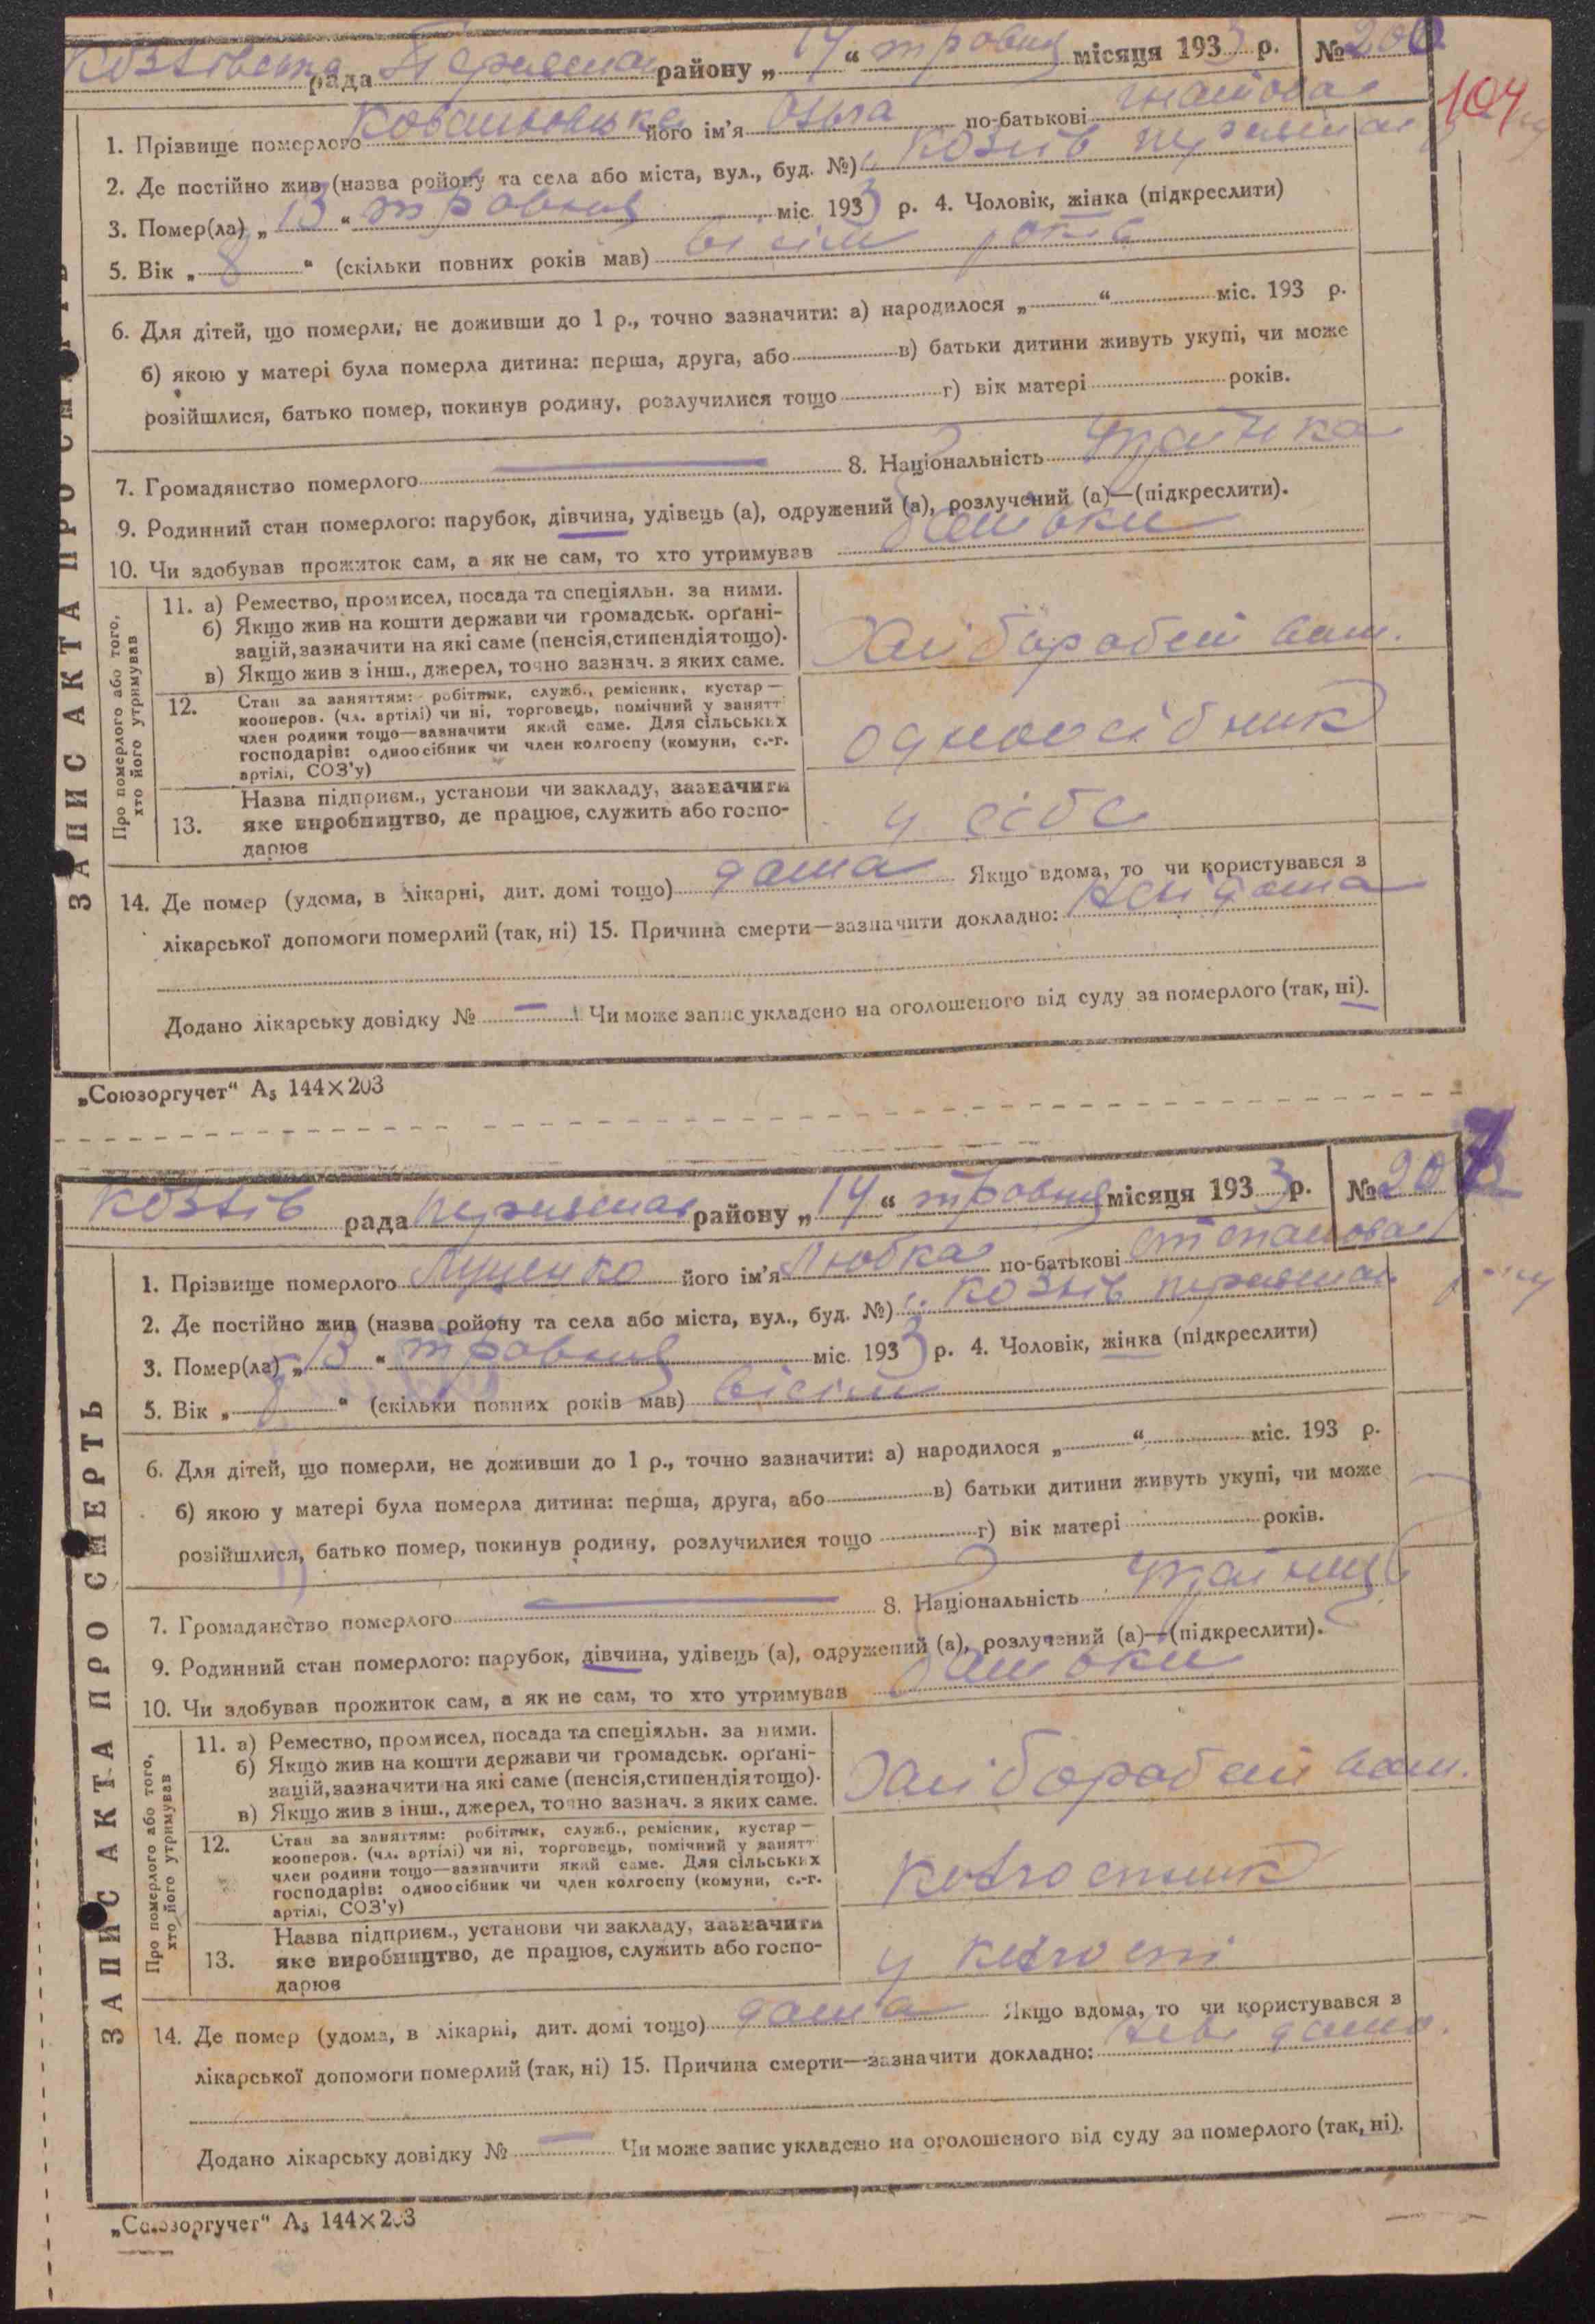 рада району „ 14 “ травня місяця 1933 р. №
104
1. Прізвище померлого його ім'я по-батькові
2. Де постійно жив (назва ройону та села або міста, вул., буд. №)
3. Помер(ла) „ 13 “ травня міс. 1933 р. 4. Чоловік, жінка (підкреслити)
5. Вік „ 8 “ (скільки повних років мав) вісім років
6. Для дітей, що померли, не доживши до 1 р., точно зазначити: а) народилося „ “ міс. 193 р.
б) якою у матері була померла дитина: перша, друга, або в) батьки дитини живуть укупі, чи може
розійшлися, батько помер, покинув родину, розлучилися тощо г) вік матері років.
7. Громадянство померлого 8. Національність
9. Родинний стан померлого: парубок, дівчина, удівець (а), одружений (а), розлучений (а)—(підкреслити).
10. Чи здобував прожиток сам, а як не сам, то хто утримував батьки
ЗАПИС АКТА ПРО
Про померлого або того,
хто його утримував
11. а) Ремество, промисел, посада та спеціяльн. за ними.
б) Якщо жив на кошти держави чи громадськ. орґані-
зацій, зазначити на які саме (пенсія, стипендія тощо).
в) Якщо жив з інш., джерел, точно зазнач. з яких саме.
12. Стан за заняттям: робітник, служб., ремісник, кустар —
кооперов. (чл. артілі) чи ні, торговець, помічний у занятт
член родини тощо—зазначити який саме. Для сільських
господарів: одноосібник чи член колгоспу (комуни, с.-г.
артілі, СОЗ'у)
одноосібник
13. Назва підприєм., установи чи закладу, зазначити
яке виробництво, де працює, служить або госпо-
дарює
у сібе
14. Де помер (удома, в лікарні, дит. домі тощо) дома Якщо вдома, то чи користувався з
лікарської допомоги померлий (так, ні) 15. Причина смерти—зазначити докладно:
Додано лікарську довідку № — Чи може запис укладено на оголошеного від суду за померлого (так, ні).
„Союзоргучет“ А₅ 144×203
Козлів рада району „ 14 “ травня місяця 1933 р. №
1. Прізвище померлого Луценко його ім'я Любка по-батькові Степанова
2. Де постійно жив (назва ройону та села або міста, вул., буд. №)
3. Помер(ла) „ 13 “ травня міс. 1933 р. 4. Чоловік, жінка (підкреслити)
5. Вік „ 8 “ (скільки повних років мав) вісім
6. Для дітей, що померли, не доживши до 1 р., точно зазначити: а) народилося „ “ міс. 193 р.
б) якою у матері була померла дитина: перша, друга, або в) батьки дитини живуть укупі, чи може
розійшлися, батько помер, покинув родину, розлучилися тощо г) вік матері років.
7. Громадянство померлого 8. Національність
9. Родинний стан померлого: парубок, дівчина, удівець (а), одружений (а), розлучений (а)—(підкреслити).
10. Чи здобував прожиток сам, а як не сам, то хто утримував батьки
ЗАПИС АКТА ПРО СМЕРТЬ
Про померлого або того,
хто його утримував
11. а) Ремество, промисел, посада та спеціяльн. за ними.
б) Якщо жив на кошти держави чи громадськ. орґані-
зацій, зазначити на які саме (пенсія, стипендія тощо).
в) Якщо жив з інш., джерел, точно зазнач. з яких саме.
12. Стан за заняттям: робітник, служб., ремісник, кустар —
кооперов. (чл. артілі) чи ні, торговець, помічний у занятт
член родини тощо—зазначити який саме. Для сільських
господарів: одноосібник чи член колгоспу (комуни, с.-г.
артілі, СОЗ'у)
13. Назва підприєм., установи чи закладу, зазначити
яке виробництво, де працює, служить або госпо-
дарює
14. Де помер (удома, в лікарні, дит. домі тощо) дома Якщо вдома, то чи користувався з
лікарської допомоги померлий (так, ні) 15. Причина смерти—зазначити докладно:
Додано лікарську довідку № — Чи може запис укладено на оголошеного від суду за померлого (так, ні).
„Союзоргучет“ А₅ 144×203